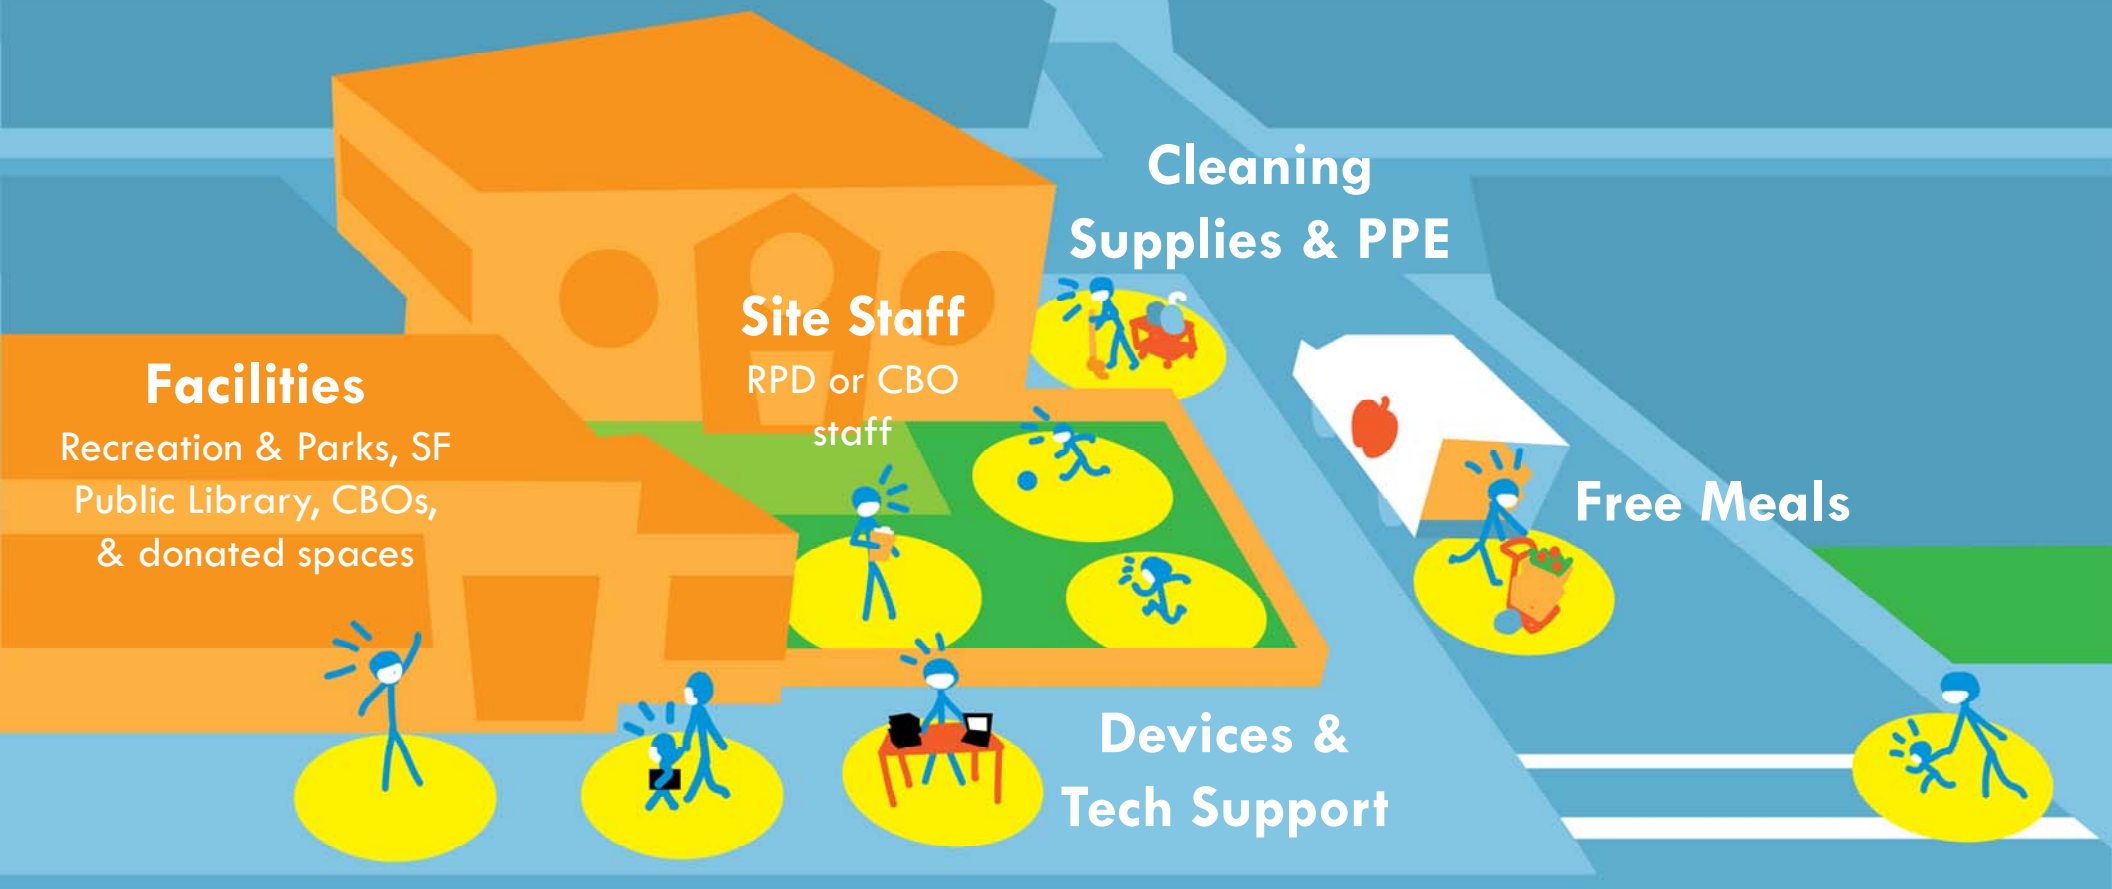 Cleaning
Supplies & PPE
Site Staff
RPD or CBO
staff
Facilities
Recreation & Parks, SF
Public Library, CBOs,
& donated spaces
Free Meals
Devices &
Tech Support